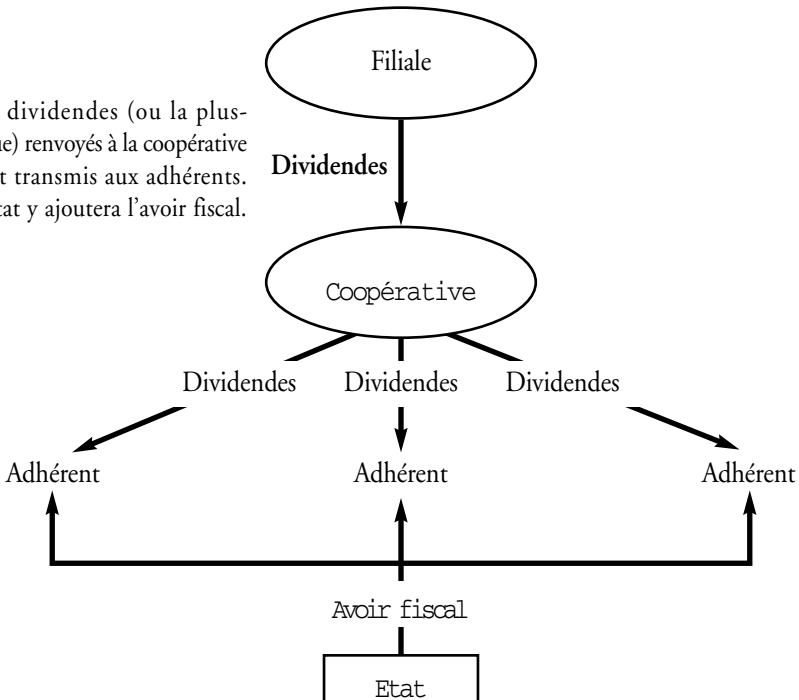 Filiale
dividendes (ou la plus-
renvoyés à la coopérative
transmis aux adhérents.
y ajoutera l'avoir fiscal.
Dividendes
Coopérative
Dividendes Dividendes Dividendes
Adhérent Adhérent Adhérent
Avoir fiscal
Etat